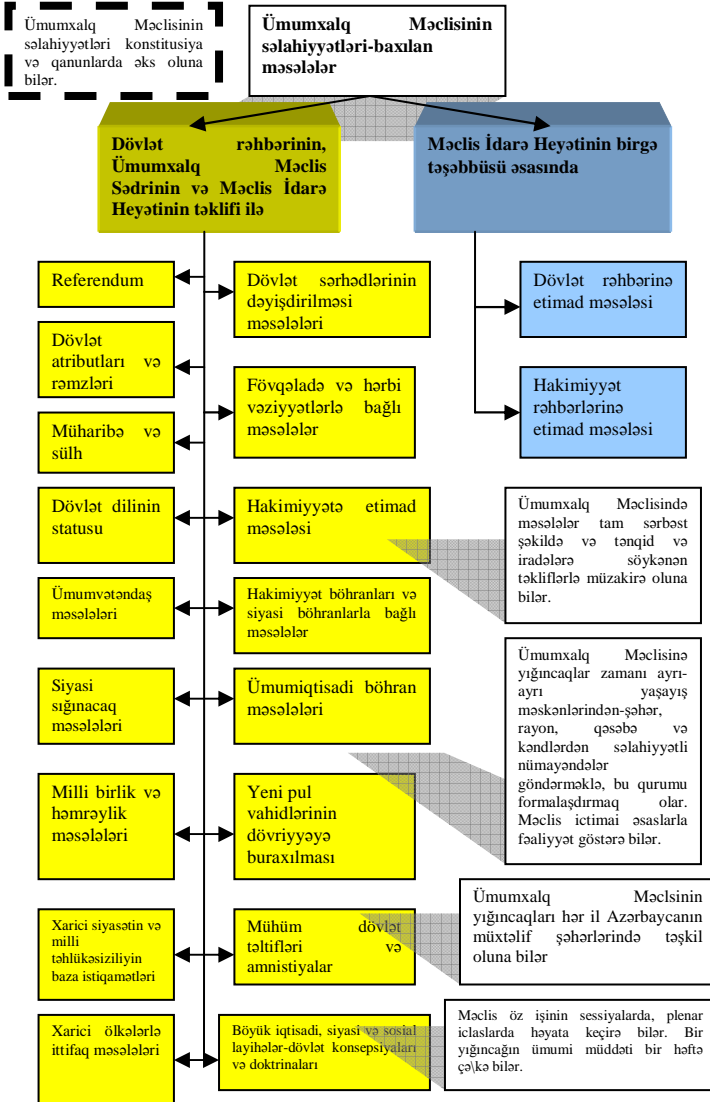 Ümumxalq Məclisinin
səlahiyyətləri konstitusiya
və qanunlarda əks oluna
bilər.
Ümumxalq Məclisinin
səlahiyyətləri-baxılan
məsələlər
Dövlət rəhbərinin,
Ümumxalq Məclis
Sədrinin və Məclis İdarə
Heyətinin təklifi ilə
Məclis İdarə Heyətinin birgə
təşəbbüsü əsasında
Referendum
Dövlət sərhədlərinin
dəyişdirilməsi
məsələləri
Dövlət rəhbərinə
etimad məsələsi
Dövlət
atributları və
rəmzləri
Fövqəladə və hərbi
vəziyyətlərlə bağlı
məsələlər
Hakimiyyət
rəhbərlərinə
etimad məsələsi
Müharibə və
sülh
Dövlət dilinin
statusu
Hakimiyyətə etimad
məsələsi
Ümumxalq Məclisində
məsələlər tam sərbəst
şəkildə və tənqid və
iradələrə söykənən
təkliflərlə müzakirə oluna
bilər.
Ümumvətəndaş
məsələləri
Hakimiyyət böhranları və
siyasi böhranlarla bağlı
məsələlər
Ümumxalq Məclisinə
yığıncaqlar zamanı ayrı-
ayrı yaşayış
məskənlərindən-şəhər,
rayon, qəsəbə və
kəndlərdən səlahiyyətli
nümayəndələr
göndərməklə, bu qurumu
formalaşdırmaq olar.
Məclis ictimai əsaslarla
fəaliyyət göstərə bilər.
Siyasi
sığınacaq
məsələləri
Ümumiqtisadi böhran
məsələləri
Milli birlik və
həmrəylik
məsələləri
Yeni pul
vahidlərinin
dövriyyəyə
buraxılması
Ümumxalq Məclsinin
yığıncaqları hər il Azərbaycanın
müxtəlif şəhərlərində təşkil
oluna bilər
Xarici siyasətin və
milli
təhlükəsiziliyin
baza istiqamətləri
Mühüm dövlət
təltifləri və
amnistiyalar
Xarici ölkələrlə
ittifaq məsələləri
Böyük iqtisadi, siyasi və sosial
layihələr-dövlət konsepsiyaları
və doktrinaları
Məclis öz işinin sessiyalarda, plenar
iclaslarda həyata keçirə bilər. Bir
yığıncağın ümumi müddəti bir həftə
çə\kə bilər.